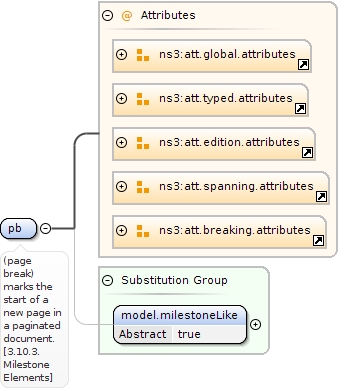 @ Attributes
ns3:att.global.attributes
ns3:att.typed.attributes
ns3:att.edition.attributes
ns3:att.spanning.attributes
ns3:att.breaking.attributes
pb
(page
break)
marks the
start of a
new page in
a paginated
document.
[3.10.3.
Milestone
Elements]
Substitution Group
model.milestoneLike
Abstract true